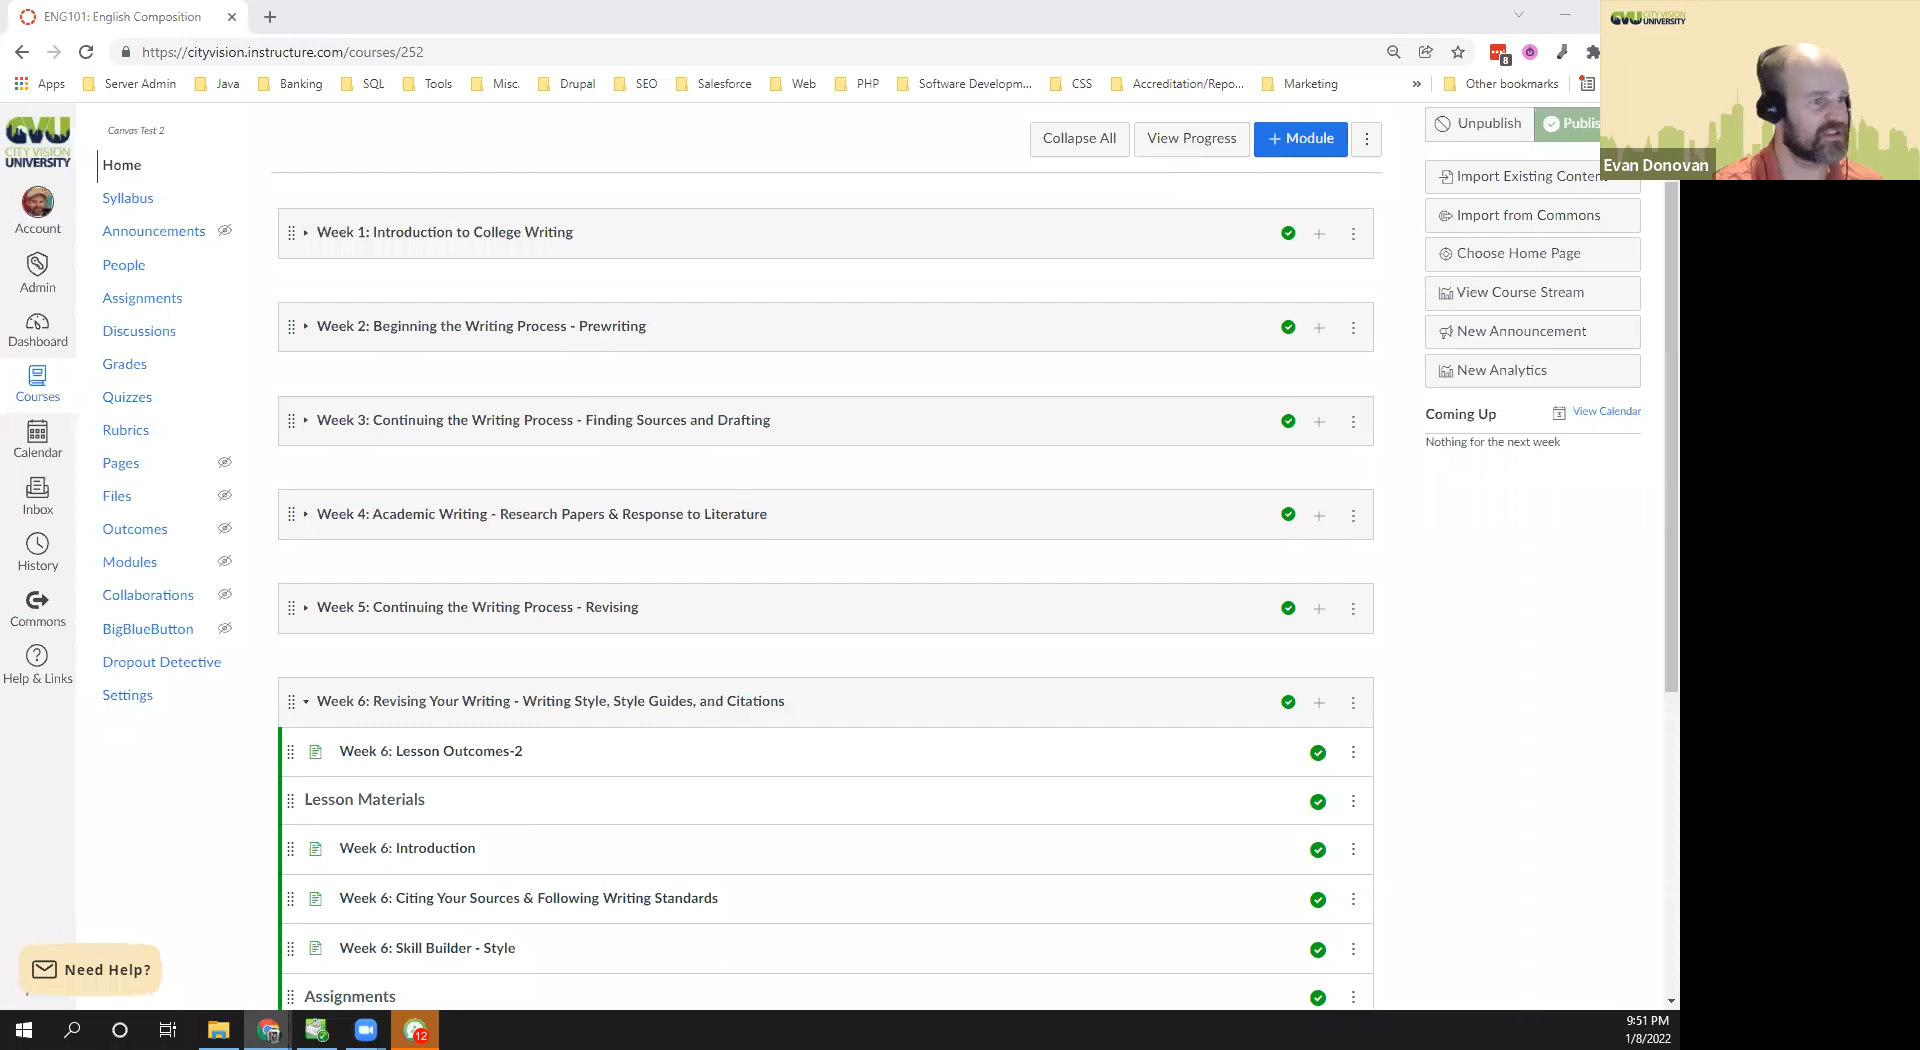 ENG101: English Composition
https://cityvision.instructure.com/courses/252
8
Apps
Server Admin
Java
Banking
SQL
Tools
Misc.
Drupal
SEO
Salesforce
Web
PHP
Software Developm...
CSS
Accreditation/Repo...
Marketing
»
Other bookmarks
CVU CITY VISION UNIVERSITY
Evan Donovan
CVU
CITY VISION
UNIVERSITY
Account
Admin
Dashboard
Courses
Calendar
Inbox
History
Commons
Help & Links
Canvas Test 2
Home
Syllabus
Announcements
People
Assignments
Discussions
Grades
Quizzes
Rubrics
Pages
Files
Outcomes
Modules
Collaborations
BigBlueButton
Dropout Detective
Settings
Collapse All
View Progress
+ Module
Week 1: Introduction to College Writing
Week 2: Beginning the Writing Process - Prewriting
Week 3: Continuing the Writing Process - Finding Sources and Drafting
Week 4: Academic Writing - Research Papers & Response to Literature
Week 5: Continuing the Writing Process - Revising
Week 6: Revising Your Writing - Writing Style, Style Guides, and Citations
Week 6: Lesson Outcomes-2
Lesson Materials
Week 6: Introduction
Week 6: Citing Your Sources & Following Writing Standards
Week 6: Skill Builder - Style
Assignments
Unpublish
Publis
Import Existing Conten
Import from Commons
Choose Home Page
View Course Stream
New Announcement
New Analytics
Coming Up
View Calendar
Nothing for the next week
Need Help?
12
9:51 PM
1/8/2022